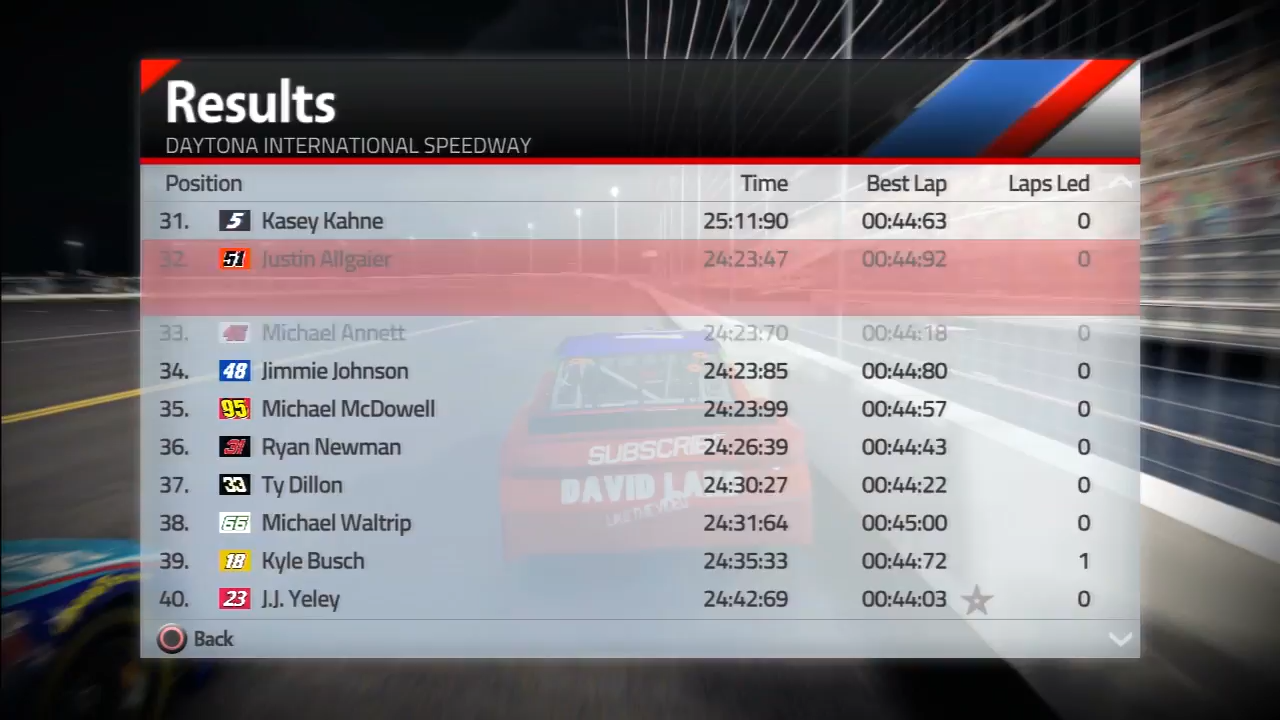 Results
DAYTONA INTERNATIONAL SPEEDWAY
Position Time Best Lap Laps Led
31. 5 Kasey Kahne 25:11:90 00:44:63 0
32. 51 Justin Allgaier 24:23:47 00:44:92 0
33. 46 Michael Annett 24:23:70 00:44:18 0
34. 48 Jimmie Johnson 24:23:85 00:44:80 0
35. 95 Michael McDowell 24:23:99 00:44:57 0
36. 31 Ryan Newman 24:26:39 00:44:43 0
37. 33 Ty Dillon 24:30:27 00:44:22 0
38. 66 Michael Waltrip 24:31:64 00:45:00 0
39. 18 Kyle Busch 24:35:33 00:44:72 1
40. 23 J.J. Yeley 24:42:69 00:44:03 0
SUBSCRIBE
DAVID
LIKE THE VIDEO
Back